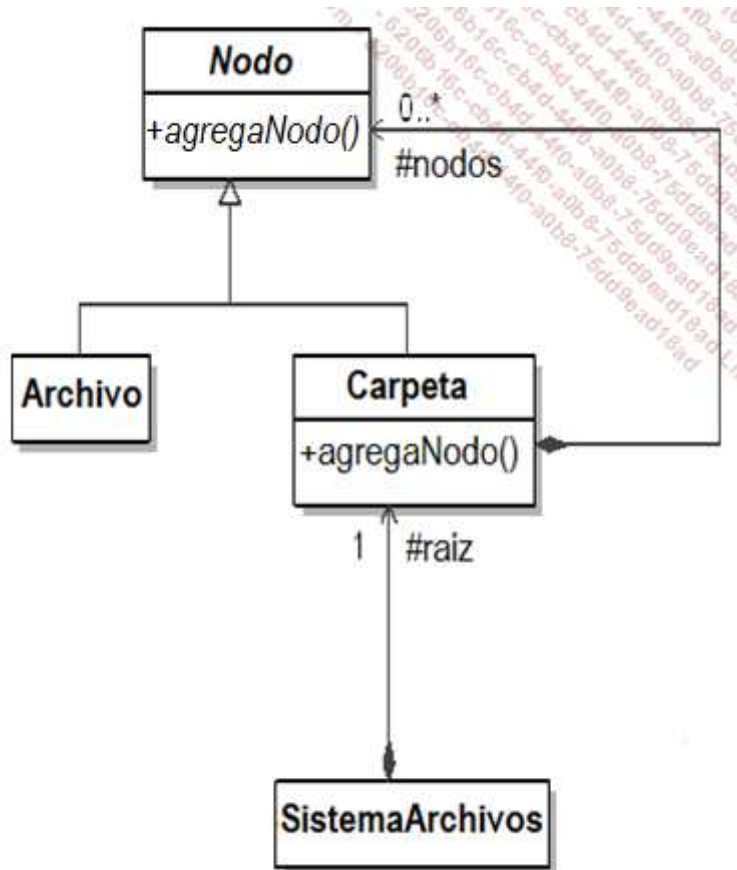 Nodo
+agregaNodo()
0..*
#nodos
Archivo
Carpeta
+agregaNodo()
1 #raiz
SistemaArchivos